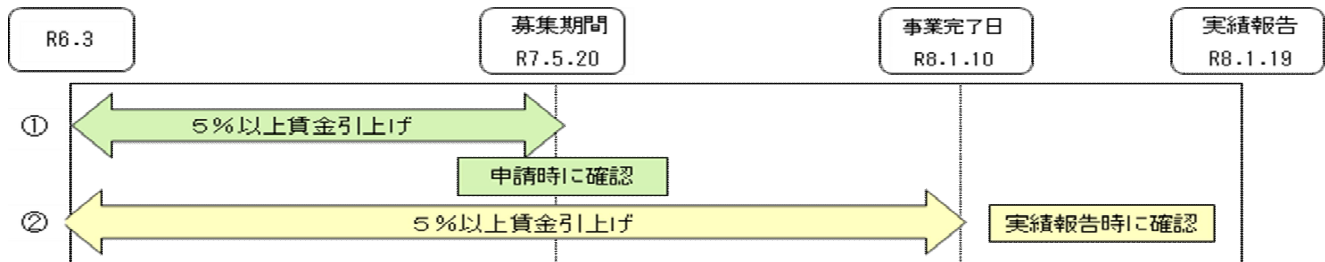 R6.3
募集期間
R7.5.20
事業完了日
R8.1.10
実績報告
R8.1.19
① 5%以上賃金引上げ
申請時に確認
② 5%以上賃金引上げ
実績報告時に確認